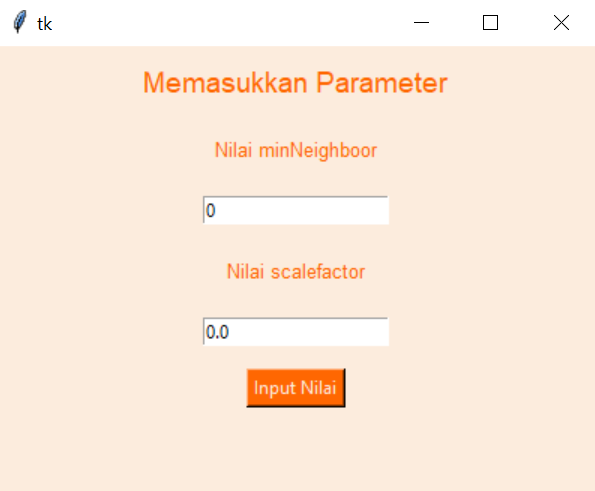 tk
Memasukkan Parameter
Nilai minNeighboor
0
Nilai scalefactor
0.0
Input Nilai